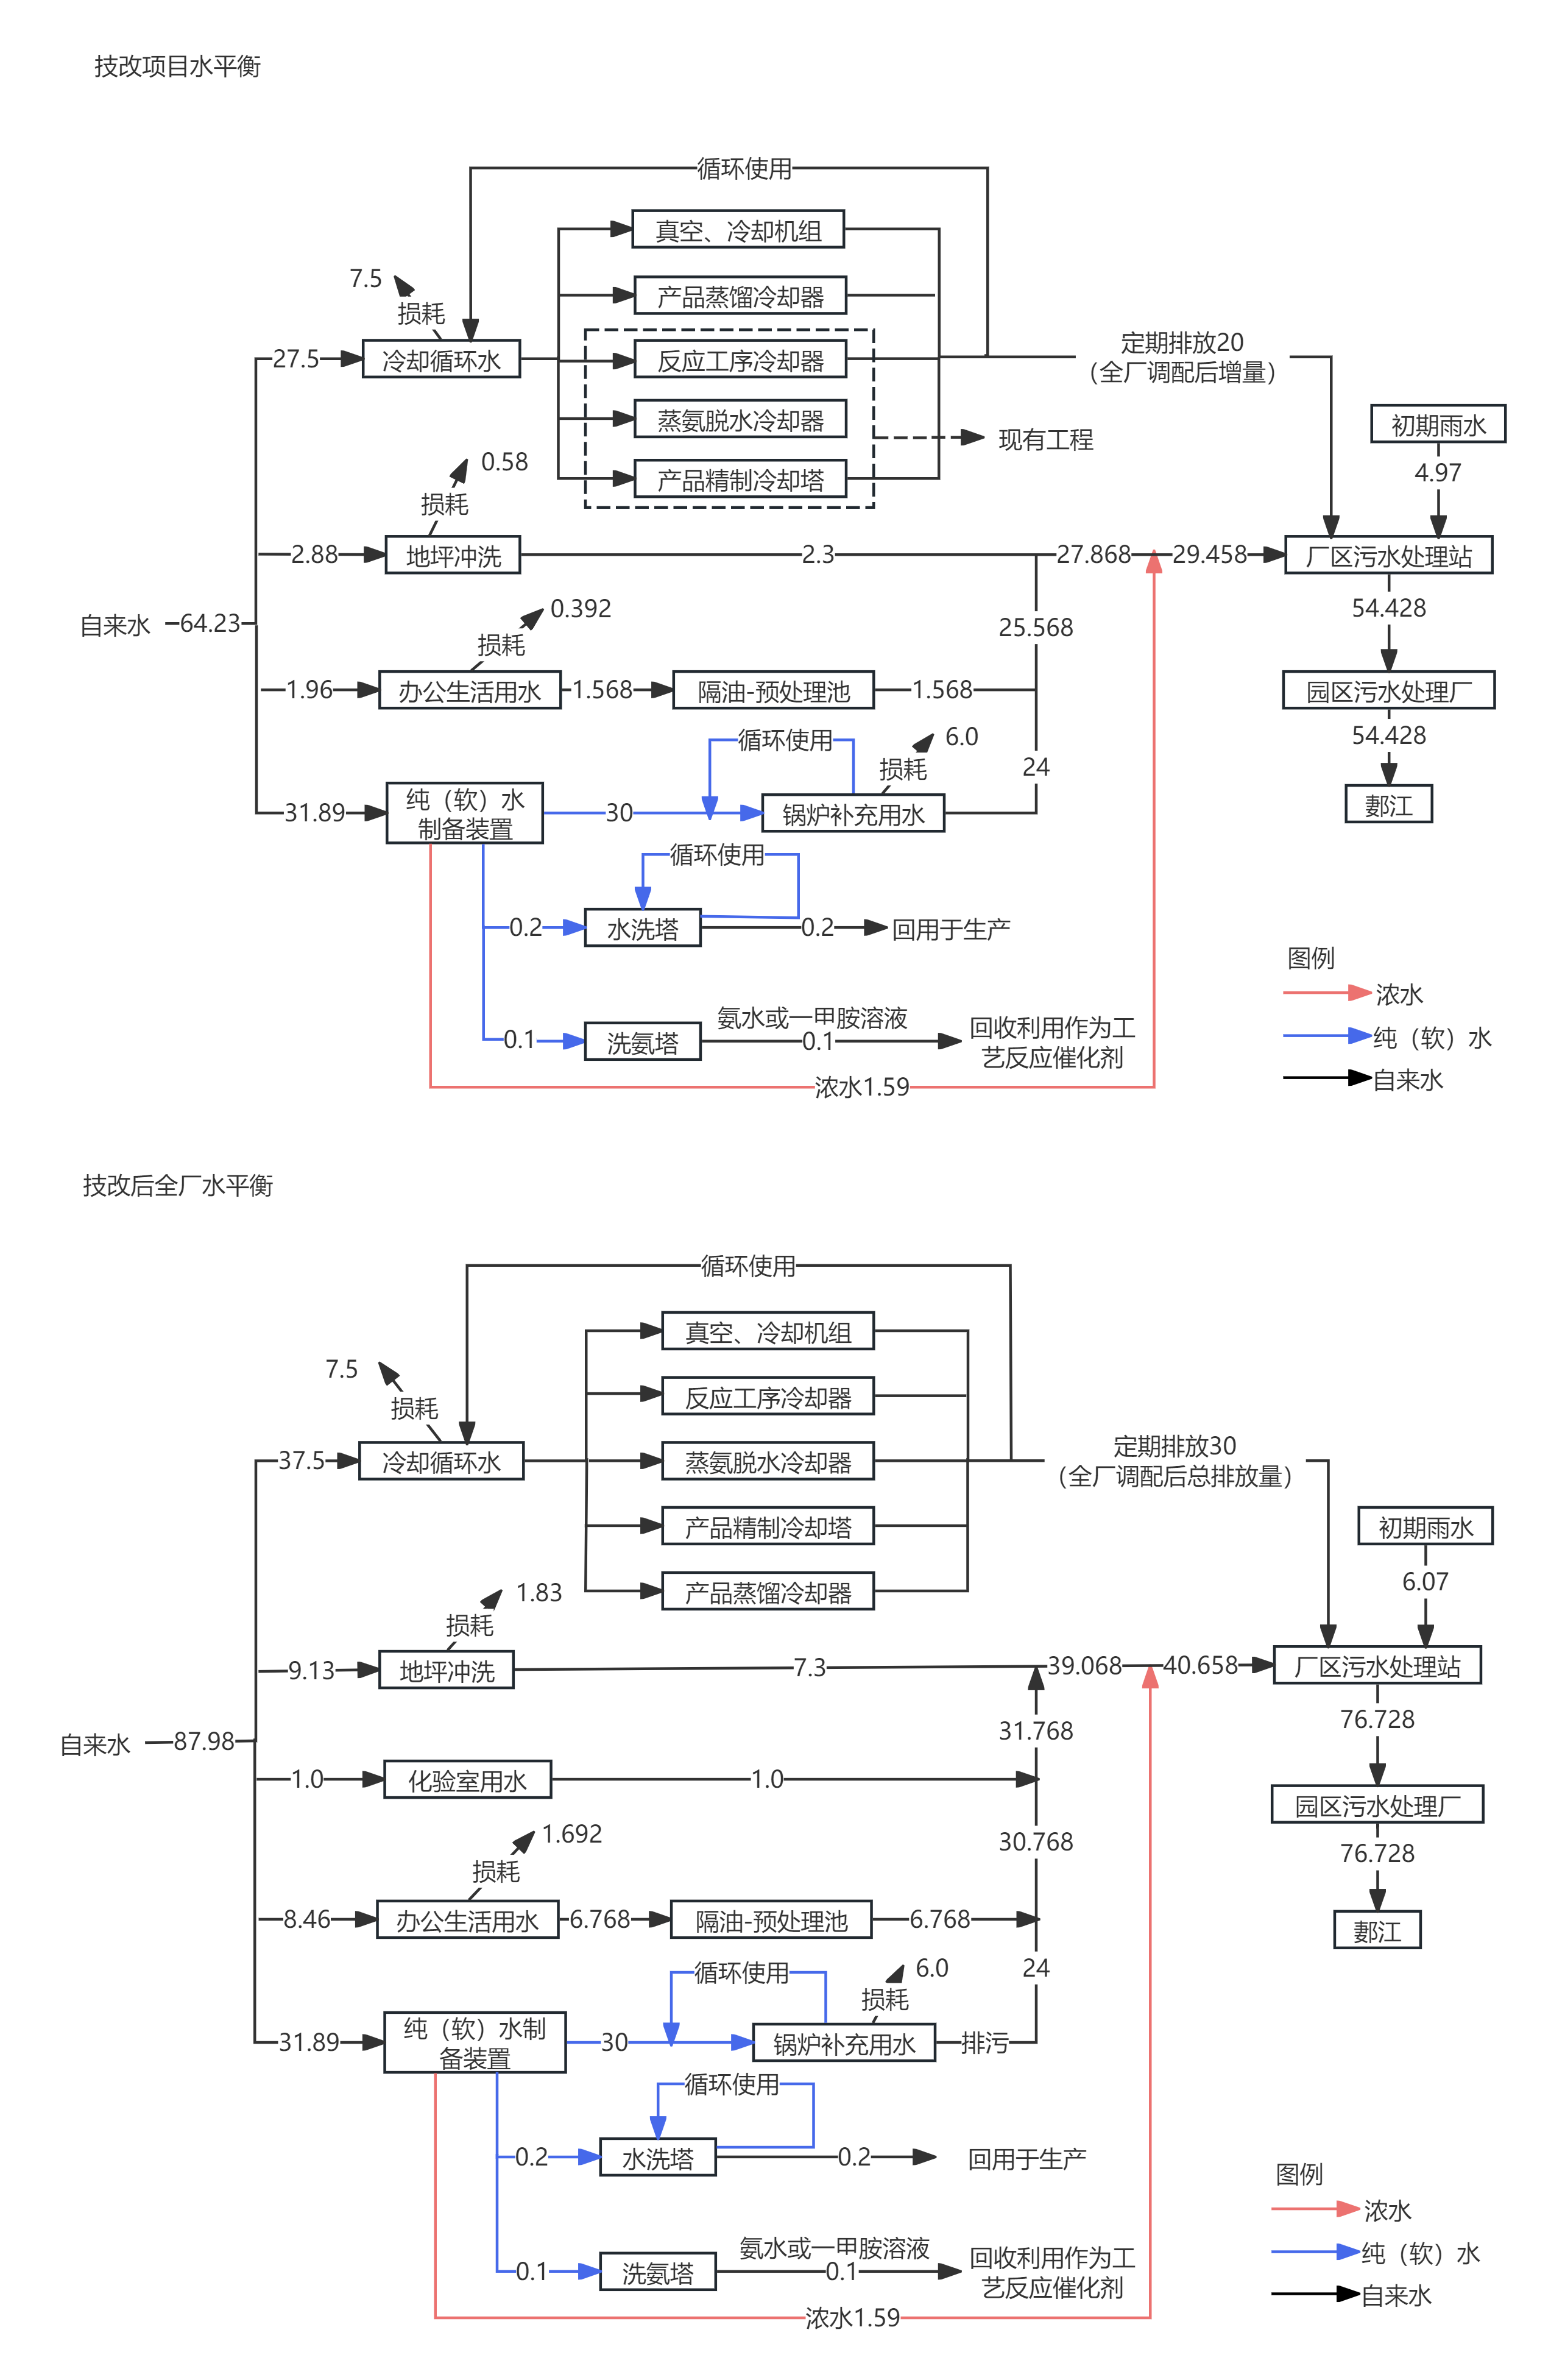 技改项目水平衡
循环使用
真空、冷却机组
7.5
损耗
产品蒸馏冷却器
定期排放20
（全厂调配后增量）
27.5
冷却循环水
反应工序冷却器
初期雨水
蒸氨脱水冷却器
现有工程
4.97
0.58
损耗
产品精制冷却塔
2.88
地坪冲洗
2.3
27.868
29.458
厂区污水处理站
自来水
64.23
0.392
损耗
25.568
54.428
1.96
办公生活用水
1.568
隔油-预处理池
1.568
园区污水处理厂
循环使用
6.0
损耗
24
54.428
31.89
纯（软）水
制备装置
30
锅炉补充用水
郪江
循环使用
0.2
水洗塔
0.2
回用于生产
图例
浓水
氨水或一甲胺溶液
0.1
洗氨塔
0.1
回收利用作为工
艺反应催化剂
纯（软）水
浓水1.59
自来水
技改后全厂水平衡
循环使用
真空、冷却机组
7.5
损耗
反应工序冷却器
定期排放30
（全厂调配后总排放量）
37.5
冷却循环水
蒸氨脱水冷却器
产品精制冷却塔
初期雨水
1.83
损耗
产品蒸馏冷却器
6.07
9.13
地坪冲洗
7.3
39.068
40.658
厂区污水处理站
自来水
87.98
31.768
76.728
1.0
化验室用水
1.0
园区污水处理厂
1.692
损耗
30.768
76.728
8.46
办公生活用水
6.768
隔油-预处理池
6.768
郪江
循环使用
6.0
损耗
24
31.89
纯（软）水制
备装置
30
锅炉补充用水
排污
循环使用
0.2
水洗塔
0.2
回用于生产
图例
浓水
氨水或一甲胺溶液
0.1
洗氨塔
0.1
回收利用作为工
艺反应催化剂
纯（软）水
浓水1.59
自来水